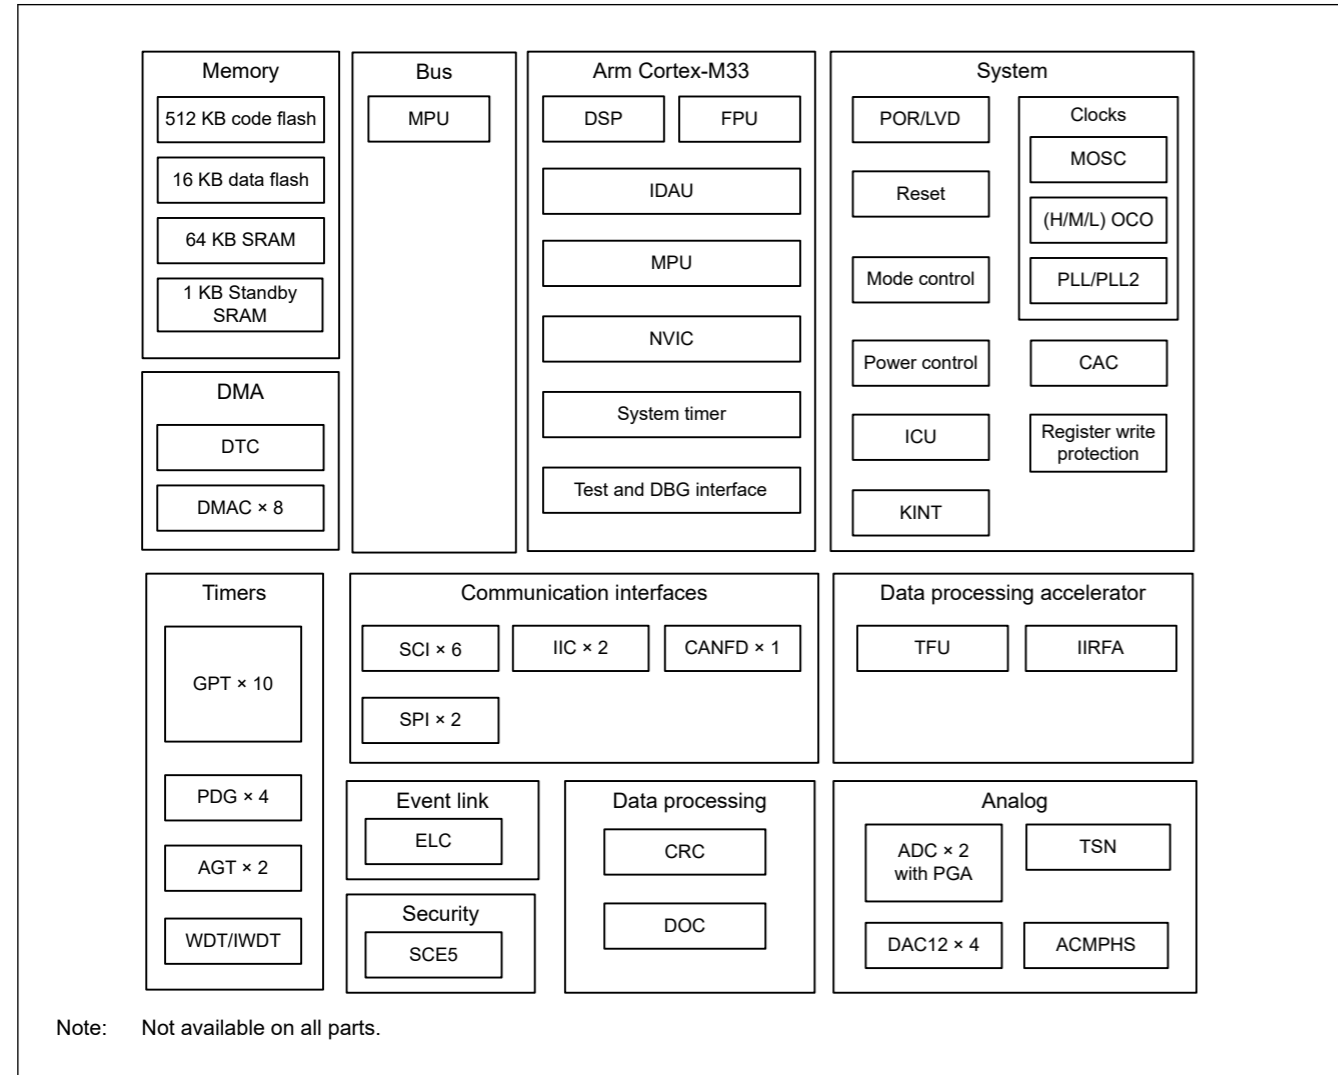 Memory
512 KB code flash
16 KB data flash
64 KB SRAM
1 KB Standby
SRAM
DMA
DTC
DMAC × 8
Bus
MPU
Arm Cortex-M33
DSP
FPU
IDAU
MPU
NVIC
System timer
Test and DBG interface
System
POR/LVD
Reset
Mode control
Power control
ICU
KINT
Clocks
MOSC
(H/M/L) OCO
PLL/PLL2
CAC
Register write
protection
Timers
GPT × 10
PDG × 4
AGT × 2
WDT/IWDT
Communication interfaces
SCI × 6
IIC × 2
CANFD × 1
SPI × 2
Data processing accelerator
TFU
IIRFA
Event link
ELC
Security
SCE5
Data processing
CRC
DOC
Analog
ADC × 2
with PGA
TSN
DAC12 × 4
ACMPHS
Note: Not available on all parts.